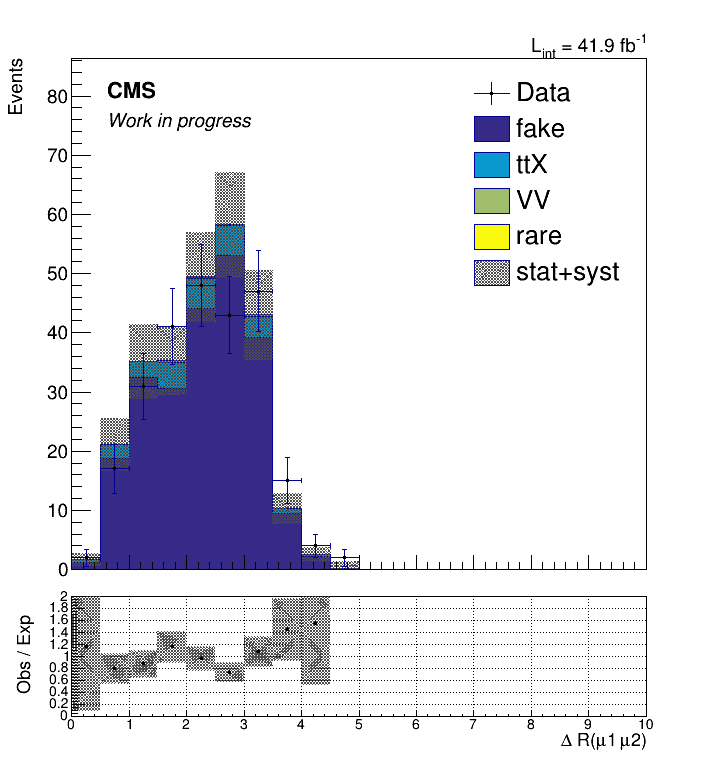 L_int = 41.9 fb^-1
Events
CMS
Work in progress
Data
fake
ttX
VV
rare
stat+syst
80
70
60
50
40
30
20
10
0
Obs / Exp
2
1.8
1.6
1.4
1.2
1
0.8
0.6
0.4
0.2
0
0 1 2 3 4 5 6 7 8 9 10
Δ R(μ1 μ2)